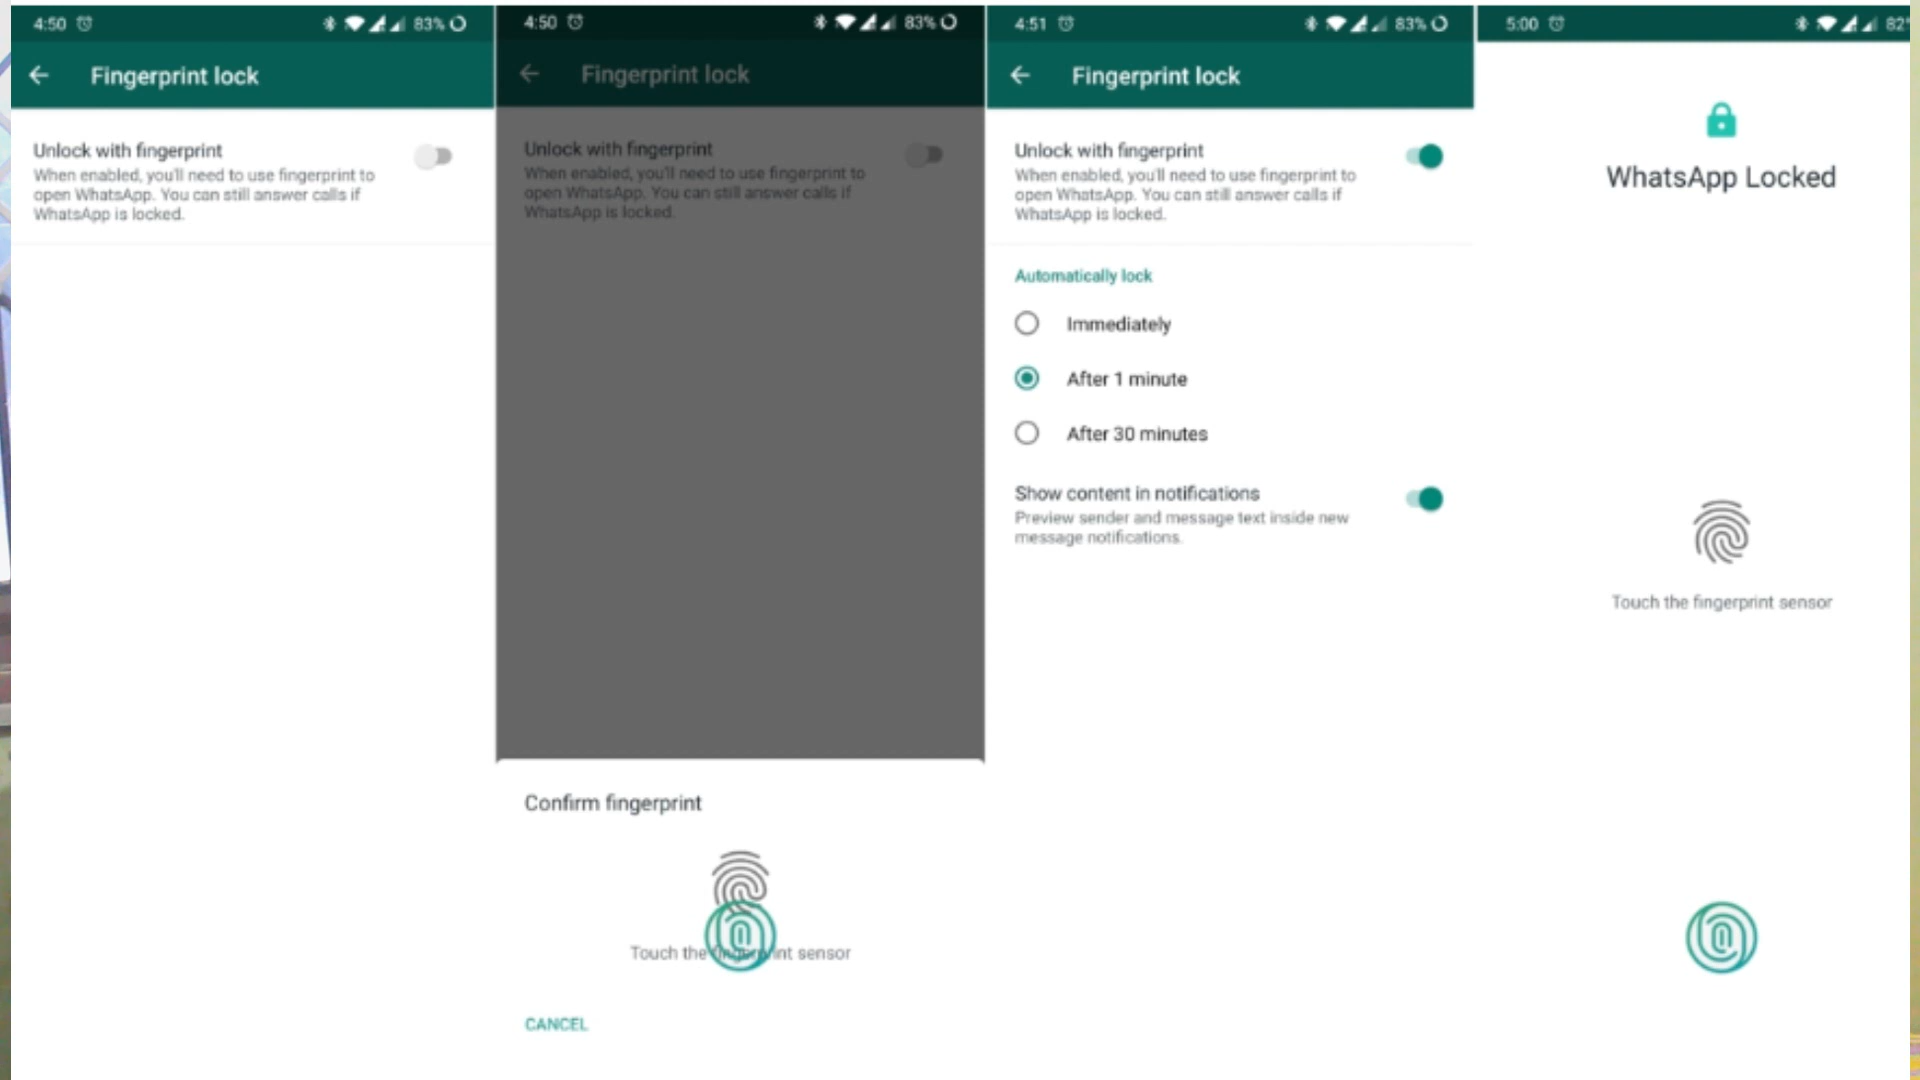 4:50
83%
Fingerprint lock
Unlock with fingerprint
When enabled, you'll need to use fingerprint to
open WhatsApp. You can still answer calls if
WhatsApp is locked.
4:50
83%
Fingerprint lock
Unlock with fingerprint
When enabled, you'll need to use fingerprint to
open WhatsApp. You can still answer calls if
WhatsApp is locked.
Confirm fingerprint
Touch the fingerprint sensor
CANCEL
4:51
83%
Fingerprint lock
Unlock with fingerprint
When enabled, you'll need to use fingerprint to
open WhatsApp. You can still answer calls if
WhatsApp is locked.
Automatically lock
Immediately
After 1 minute
After 30 minutes
Show content in notifications
Preview sender and message text inside new
message notifications.
5:00
82
WhatsApp Locked
Touch the fingerprint sensor